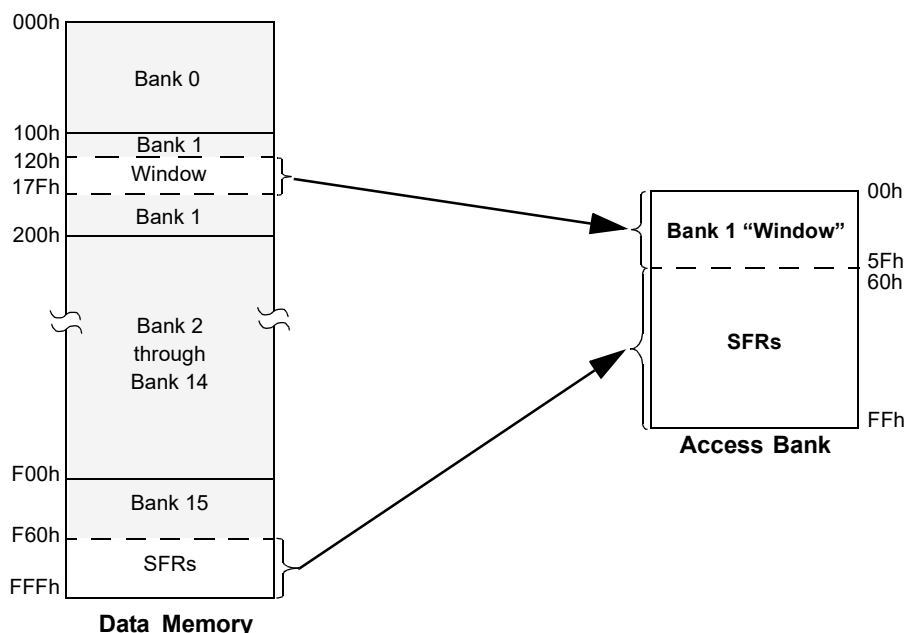 000h
Bank 0
100h
Bank 1
120h
Window
17Fh
Bank 1
200h
Bank 2
through
Bank 14
F00h
Bank 15
F60h
SFRs
FFFh
Data Memory
00h
Bank 1 “Window”
5Fh
60h
SFRs
FFh
Access Bank